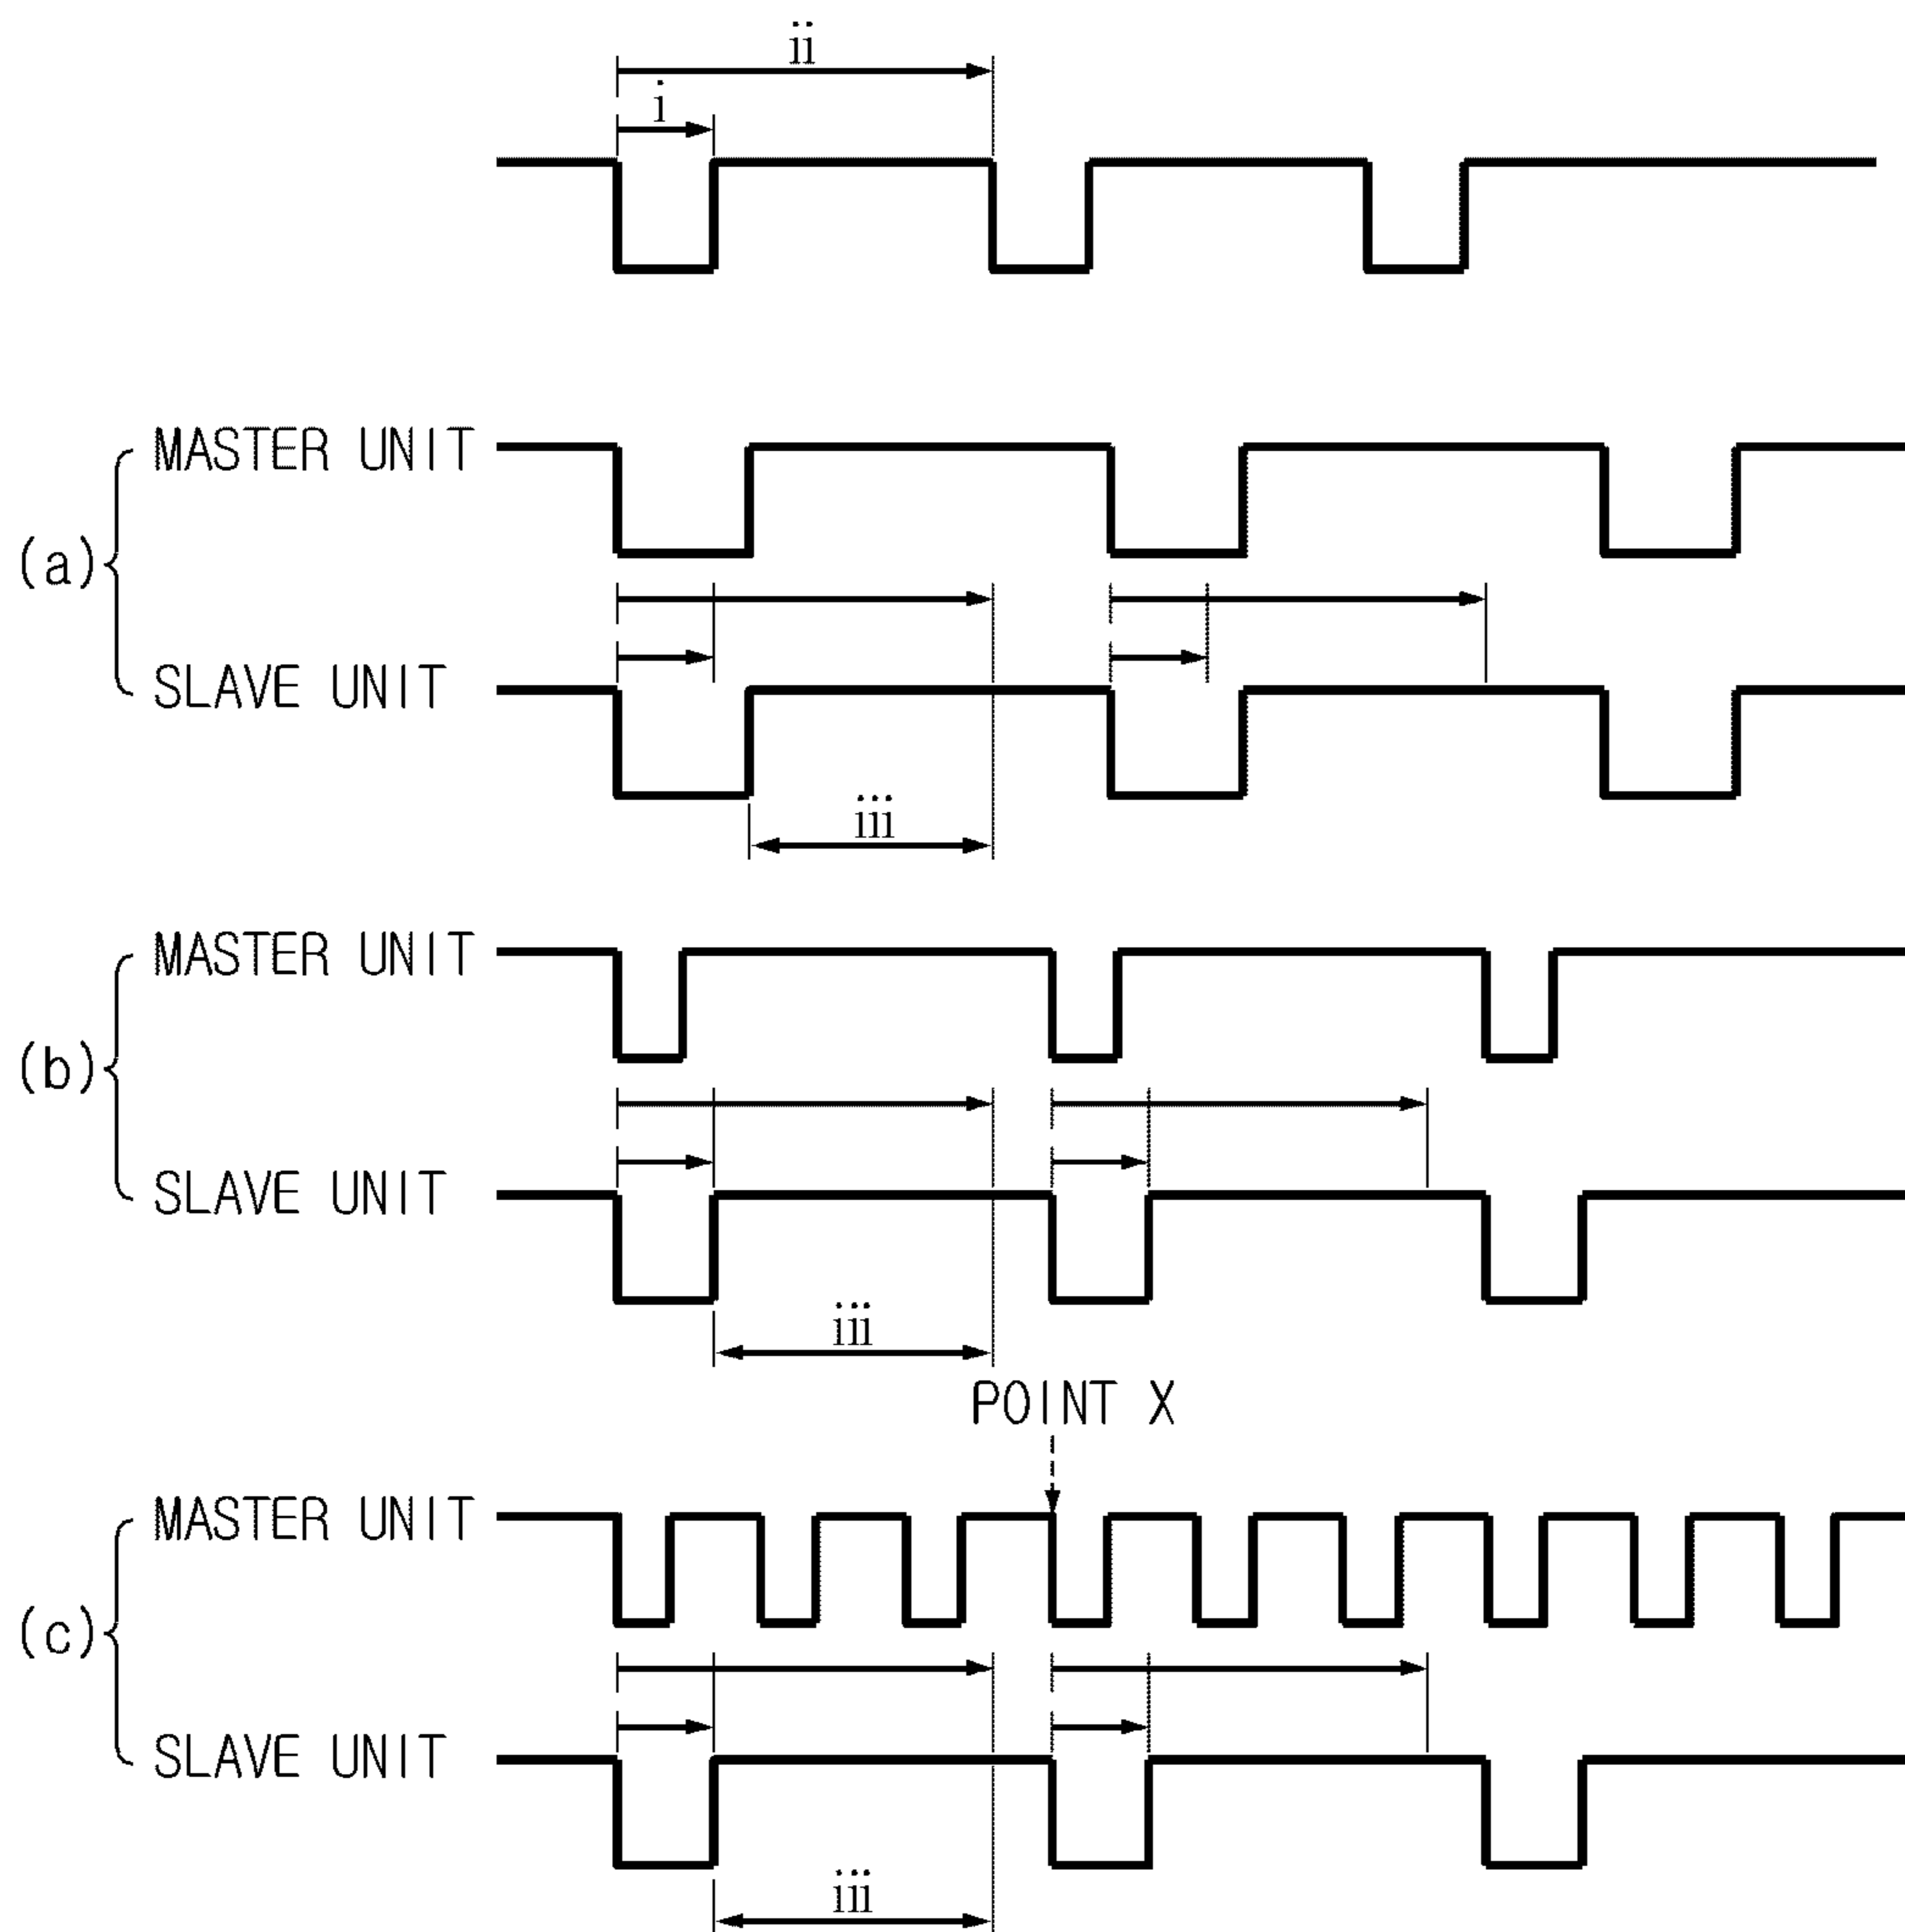 ii
i
MASTER UNIT
(a)
SLAVE UNIT
iii
MASTER UNIT
(b)
SLAVE UNIT
iii
POINT X
MASTER UNIT
(c)
SLAVE UNIT
iii